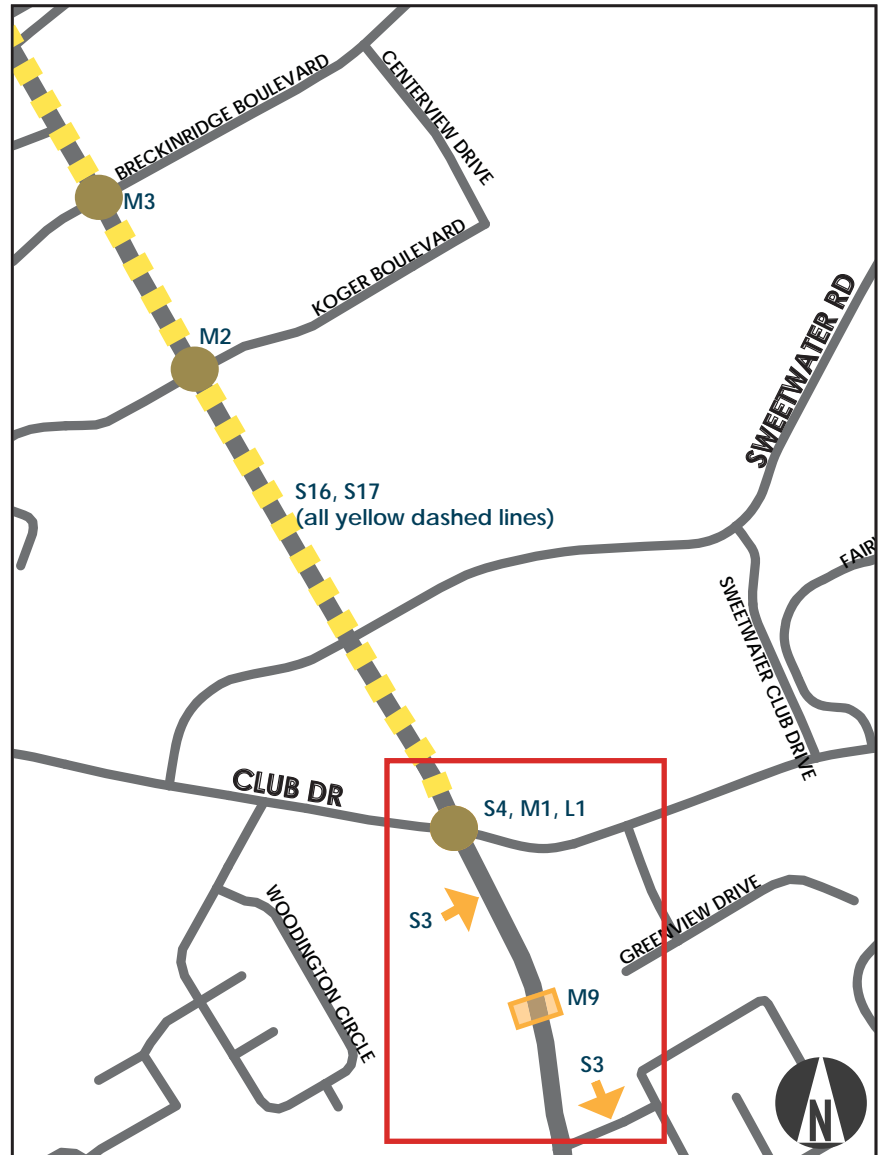 BRECKINRIDGE BOULEVARD
CENTERVIEW DRIVE
M3
KOGER BOULEVARD
M2
SWEETWATER RD
S16, S17
(all yellow dashed lines)
SWEETWATER CLUB DRIVE
CLUB DR
S4, M1, L1
WOODINGTON CIRCLE
S3
GREENVIEW DRIVE
M9
S3
N